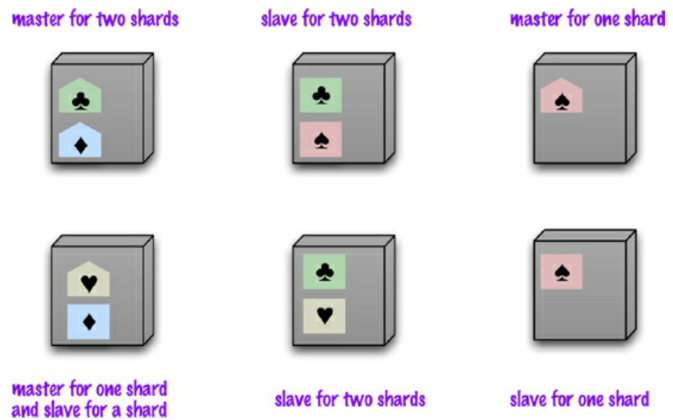 master for two shards
slave for two shards
master for one shard
master for one shard
and slave for a shard
slave for two shards
slave for one shard